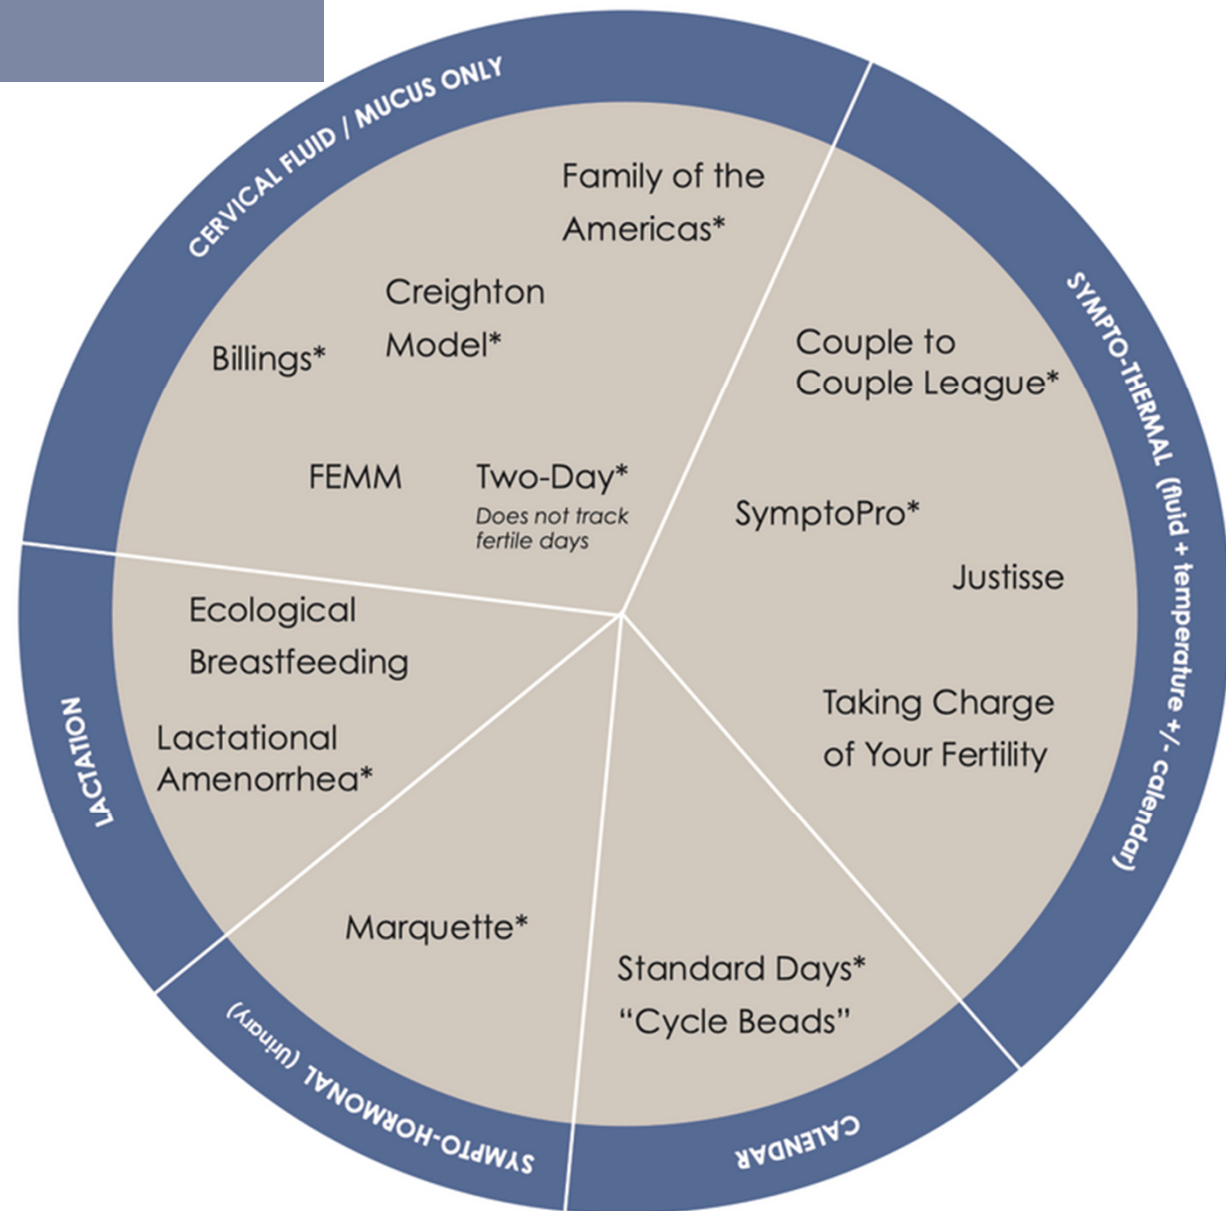 CERVICAL FLUID / MUCUS ONLY
Family of the
Americas*
Creighton
Model*
Billings*
FEMM
Two-Day*
Does not track
fertile days
SYMPTO-THERMAL (fluid + temperature +/- calendar)
Couple to
Couple League*
SymptoPro*
Justisse
Taking Charge
of Your Fertility
CALENDAR
Standard Days*
“Cycle Beads”
SYMPTO-HORMONAL (Urinary)
Marquette*
LACTATION
Ecological
Breastfeeding
Lactational
Amenorrhea*